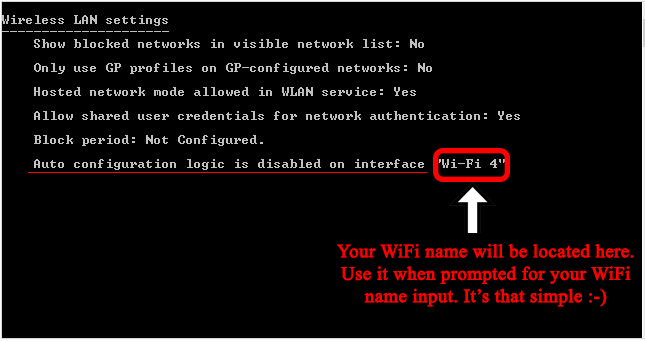 Wireless LAN settings
---------------------
Show blocked networks in visible network list: No
Only use GP profiles on GP-configured networks: No
Hosted network mode allowed in WLAN service: Yes
Allow shared user credentials for network authentication: Yes
Block period: Not Configured.
Auto configuration logic is disabled on interface "Wi-Fi 4"
Your WiFi name will be located here.
Use it when prompted for your WiFi
name input. It's that simple :-)